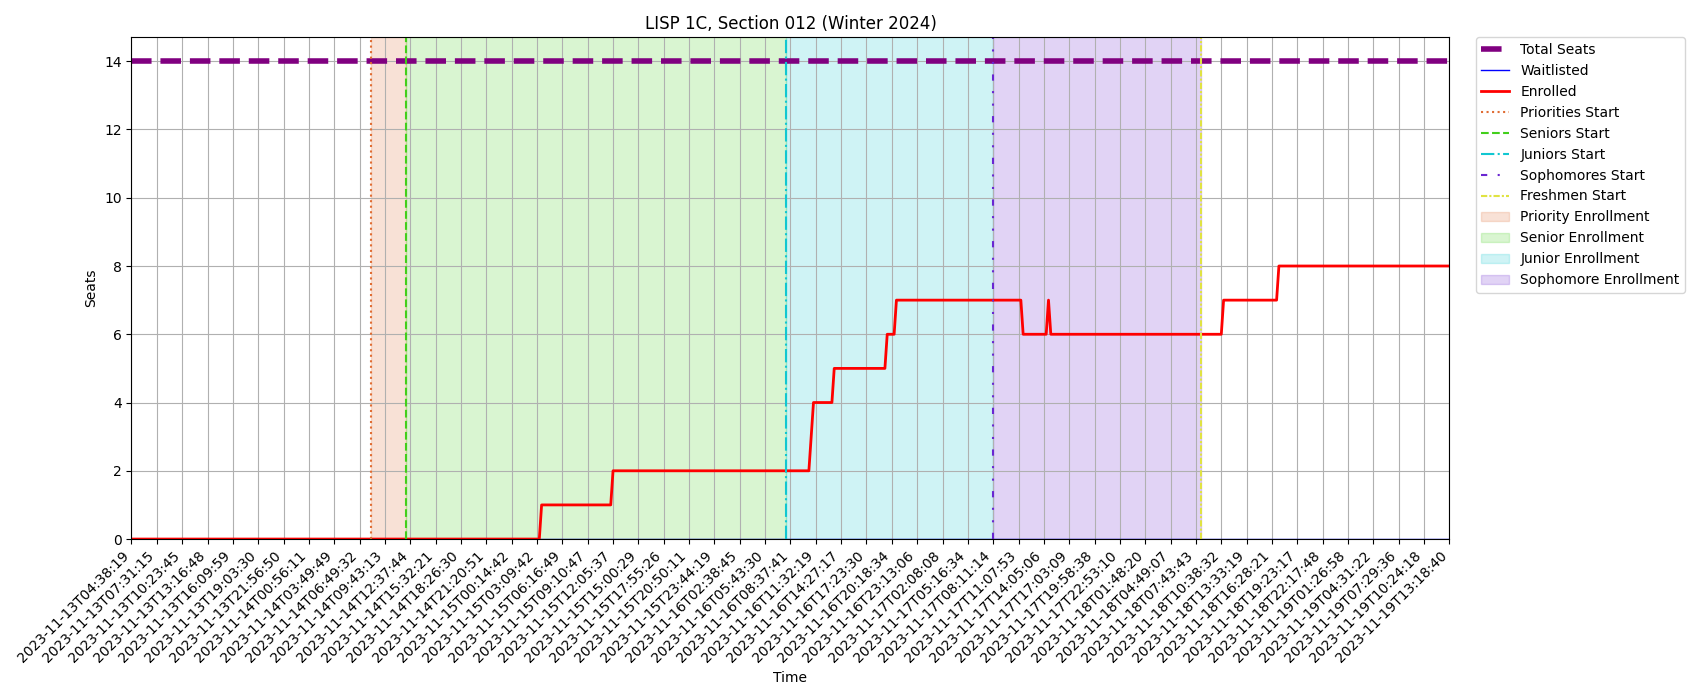 LISP 1C, Section 012 (Winter 2024)
Seats
14
12
10
8
6
4
2
0
2023-11-13T04:38:19
2023-11-13T07:31:15
2023-11-13T10:23:45
2023-11-13T13:16:48
2023-11-13T16:09:59
2023-11-13T19:03:30
2023-11-13T21:56:50
2023-11-14T00:56:11
2023-11-14T03:49:49
2023-11-14T06:49:32
2023-11-14T09:43:13
2023-11-14T12:37:44
2023-11-14T15:32:21
2023-11-14T18:26:30
2023-11-14T21:20:51
2023-11-15T00:14:42
2023-11-15T03:09:42
2023-11-15T06:16:49
2023-11-15T09:10:47
2023-11-15T12:05:37
2023-11-15T15:00:29
2023-11-15T17:55:26
2023-11-15T20:50:11
2023-11-15T23:44:19
2023-11-16T02:38:45
2023-11-16T05:43:30
2023-11-16T08:37:41
2023-11-16T11:32:19
2023-11-16T14:27:17
2023-11-16T17:23:30
2023-11-16T20:18:34
2023-11-16T23:13:06
2023-11-17T02:08:08
2023-11-17T05:16:34
2023-11-17T08:11:14
2023-11-17T11:07:53
2023-11-17T14:05:06
2023-11-17T17:03:09
2023-11-17T19:58:38
2023-11-17T22:53:10
2023-11-18T01:48:20
2023-11-18T04:49:07
2023-11-18T07:43:43
2023-11-18T10:38:32
2023-11-18T13:33:19
2023-11-18T16:28:21
2023-11-18T19:23:17
2023-11-18T22:17:48
2023-11-19T01:26:58
2023-11-19T04:31:22
2023-11-19T07:29:36
2023-11-19T10:24:18
2023-11-19T13:18:40
Time
Total Seats
Waitlisted
Enrolled
Priorities Start
Seniors Start
Juniors Start
Sophomores Start
Freshmen Start
Priority Enrollment
Senior Enrollment
Junior Enrollment
Sophomore Enrollment